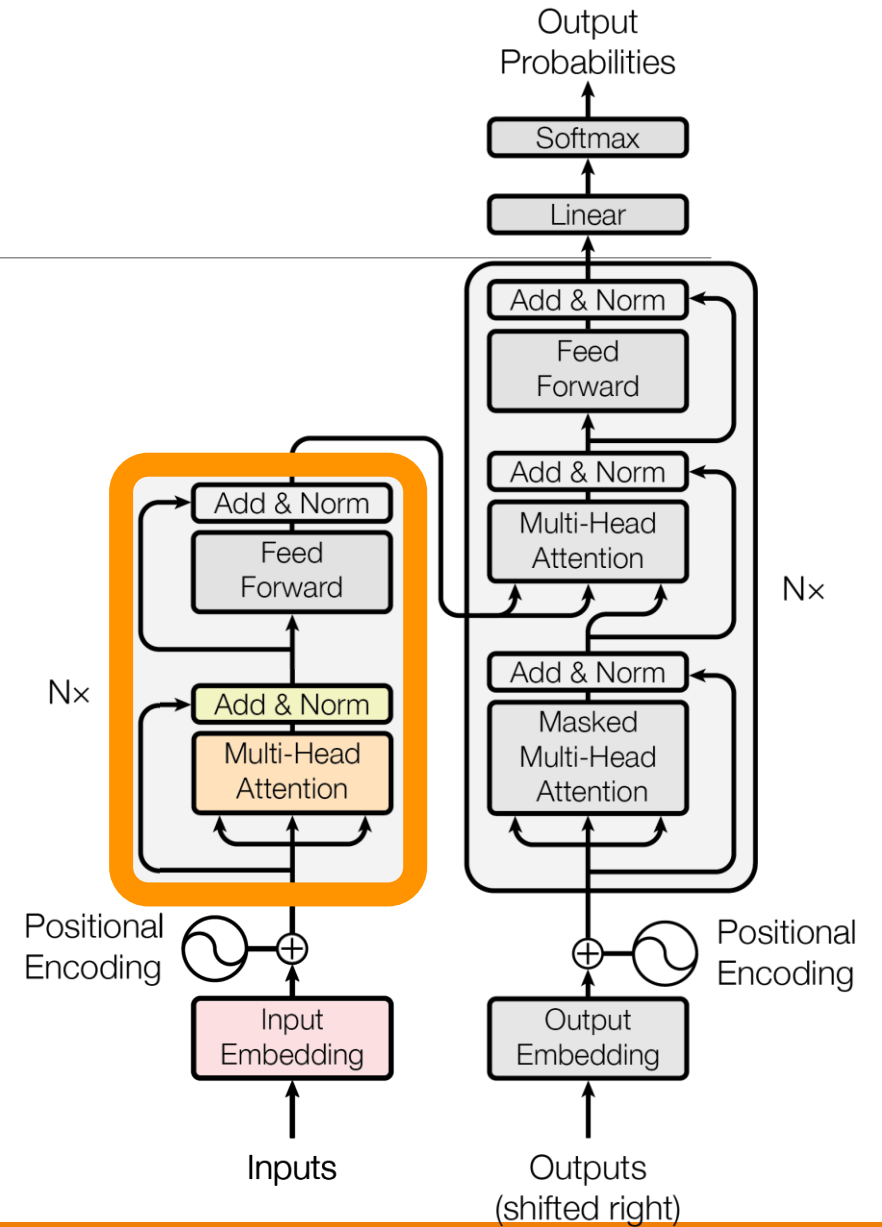 Output
Probabilities
Softmax
Linear
Add & Norm
Feed
Forward
Add & Norm
Multi-Head
Attention
Nx
Add & Norm
Masked
Multi-Head
Attention
Positional
Encoding
Output
Embedding
Outputs
(shifted right)
Add & Norm
Feed
Forward
Nx
Add & Norm
Multi-Head
Attention
Positional
Encoding
Input
Embedding
Inputs